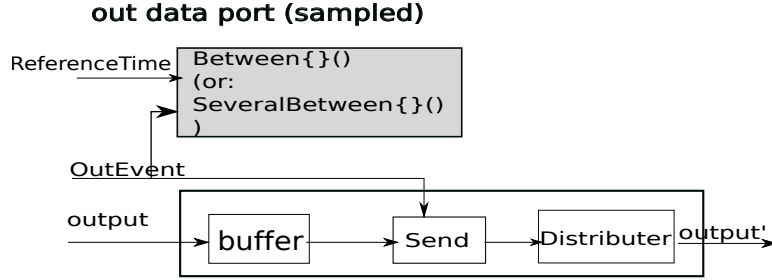 out data port (sampled)
ReferenceTime
Between{}()
(or:
SeveralBetween{}()
)
OutEvent
output
buffer
Send
Distributer
output'